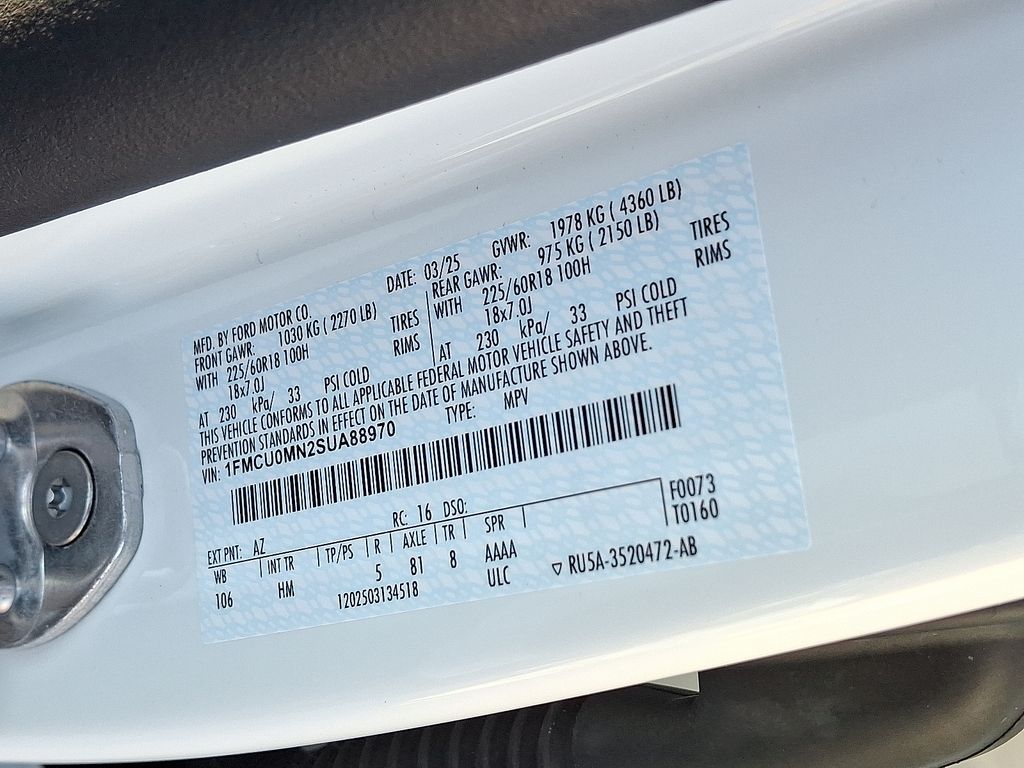 MFD. BY FORD MOTOR CO.
DATE: 03/25 GVWR: 1978 KG ( 4360 LB)
FRONT GAWR: 1030 KG ( 2270 LB) REAR GAWR: 975 KG ( 2150 LB)
WITH 225/60R18 100H TIRES WITH 225/60R18 100H TIRES
18x7.0J RIMS 18x7.0J RIMS
AT 230 kPa/ 33 PSI COLD AT 230 kPa/ 33 PSI COLD
THIS VEHICLE CONFORMS TO ALL APPLICABLE FEDERAL MOTOR VEHICLE SAFETY AND THEFT
PREVENTION STANDARDS IN EFFECT ON THE DATE OF MANUFACTURE SHOWN ABOVE.
VIN: 1FMCU0MN2SUA88970 TYPE: MPV
EXT PNT: AZ RC: 16 DSO: F0073
WB INT TR TP/PS R AXLE TR SPR T0160
106 HM 5 81 8 AAAA
1202503134518 ULC ▽ RU5A-3520472-AB